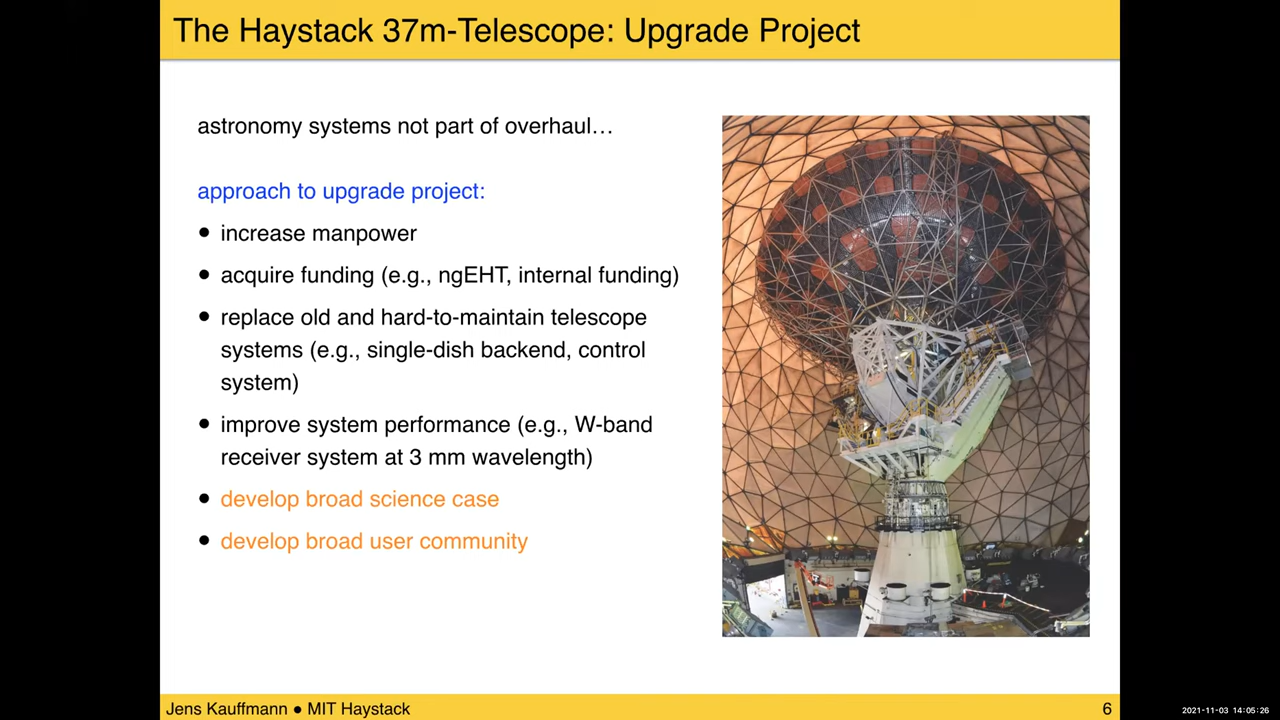 The Haystack 37m-Telescope: Upgrade Project
astronomy systems not part of overhaul…
approach to upgrade project:
● increase manpower
● acquire funding (e.g., ngEHT, internal funding)
● replace old and hard-to-maintain telescope
systems (e.g., single-dish backend, control
system)
● improve system performance (e.g., W-band
receiver system at 3 mm wavelength)
● develop broad science case
● develop broad user community
Jens Kauffmann ● MIT Haystack
6
2021-11-03 14:05:26